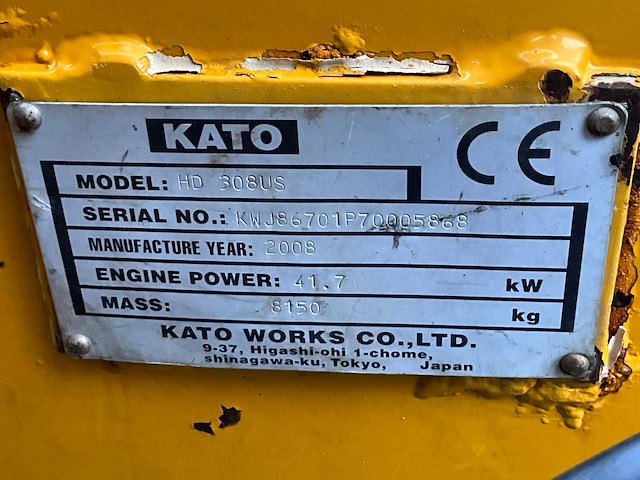 KATO
CE
MODEL: HD 308US
SERIAL NO.: KWJ86701P70005868
MANUFACTURE YEAR: 2008
ENGINE POWER: 41.7 kW
MASS: 8150 kg
KATO WORKS CO.,LTD.
9-37, Higashi-ohi 1-chome,
shinagawa-ku, Tokyo, Japan